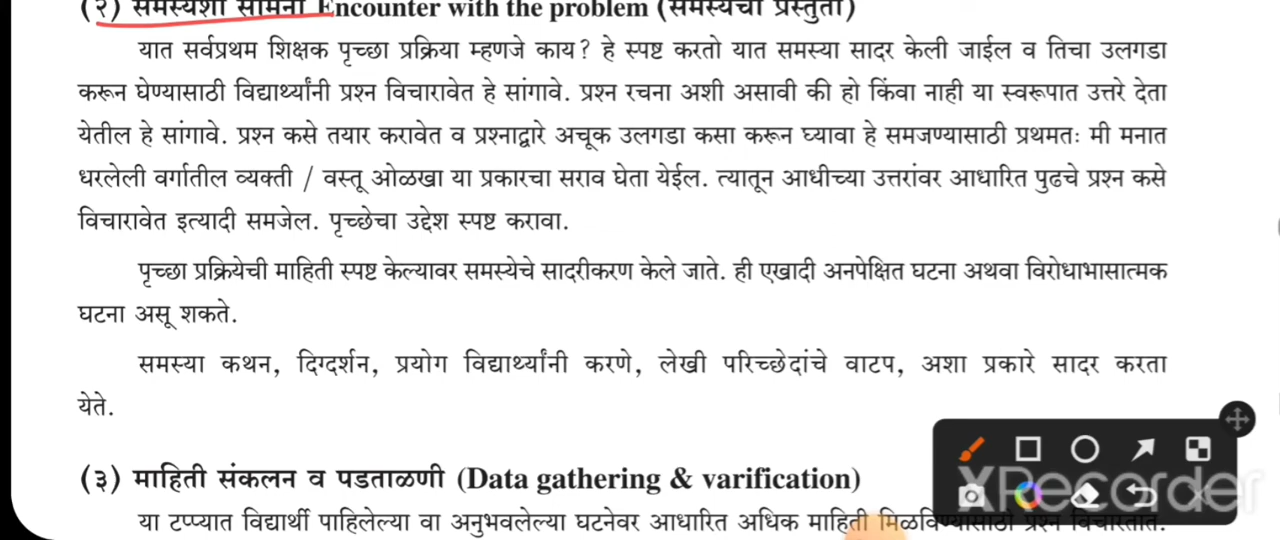 (२) समस्येशी सामना Encounter with the problem (समस्येची प्रस्तुती)
यात सर्वप्रथम शिक्षक पृच्छा प्रक्रिया म्हणजे काय? हे स्पष्ट करतो यात समस्या सादर केली जाईल व तिचा उलगडा
करून घेण्यासाठी विद्यार्थ्यांनी प्रश्न विचारावेत हे सांगावे. प्रश्न रचना अशी असावी की हो किंवा नाही या स्वरूपात उत्तरे देता
येतील हे सांगावे. प्रश्न कसे तयार करावेत व प्रश्नाद्वारे अचूक उलगडा कसा करून घ्यावा हे समजण्यासाठी प्रथमतः मी मनात
धरलेली वर्गातील व्यक्ती / वस्तू ओळखा या प्रकारचा सराव घेता येईल. त्यातून आधीच्या उत्तरांवर आधारित पुढचे प्रश्न कसे
विचारावेत इत्यादी समजेल. पृच्छेचा उद्देश स्पष्ट करावा.
पृच्छा प्रक्रियेची माहिती स्पष्ट केल्यावर समस्येचे सादरीकरण केले जाते. ही एखादी अनपेक्षित घटना अथवा विरोधाभासात्मक
घटना असू शकते.
समस्या कथन, दिग्दर्शन, प्रयोग विद्यार्थ्यांनी करणे, लेखी परिच्छेदांचे वाटप, अशा प्रकारे सादर करता
येते.
(३) माहिती संकलन व पडताळणी (Data gathering & varification)
या टप्प्यात विद्यार्थी पाहिलेल्या वा अनुभवलेल्या घटनेवर आधारित अधिक माहिती मिळविण्यासाठी प्रश्न विचारतात.
XRecorder